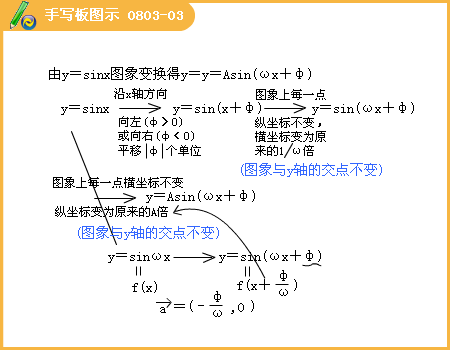 手写板图示 0803-03
由y=sinx图象变换得y=y=Asin(ωx+ф)
沿x轴方向 图象上每一点
y=sinx y=sin(x+ф) y=sin(ωx+ф)
向左(ф>0) 纵坐标不变,
或向右(ф<0) 横坐标变为原
平移|ф|个单位 来的1/ω倍
(图象与y轴的交点不变)
图象上每一点横坐标不变
y=Asin(ωx+ф)
纵坐标变为原来的A倍
(图象与y轴的交点不变)
y=sinωx y=sin(ωx+ф)
॥ ॥
f(x) f(x+ф/ω)
a=(-ф/ω,0)